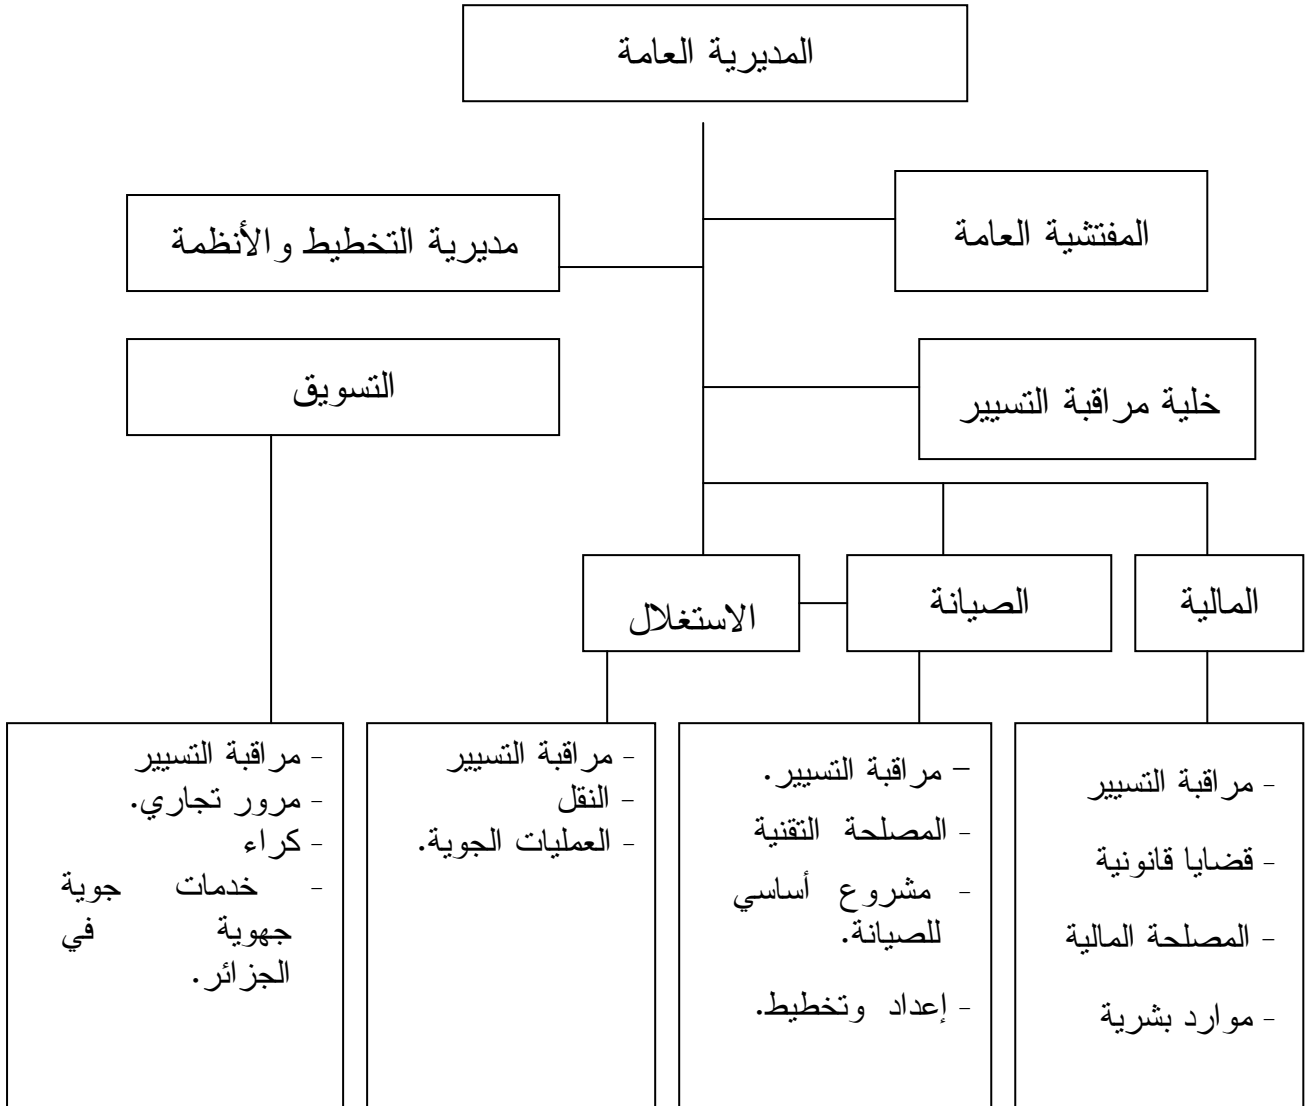 المديرية العامة
المفتشية العامة
مديرية التخطيط والأنظمة
خلية مراقبة التسيير
التسويق
المالية
الصيانة
الاستغلال
- مراقبة التسيير
- قضايا قانونية
- المصلحة المالية
- موارد بشرية
- مراقبة التسيير.
- المصلحة التقنية
- مشروع أساسي
للصيانة.
- إعداد وتخطيط.
- مراقبة التسيير
- النقل
- العمليات الجوية.
- مراقبة التسيير
- مرور تجاري.
- كراء
- خدمات جوية
جهوية في
الجزائر.